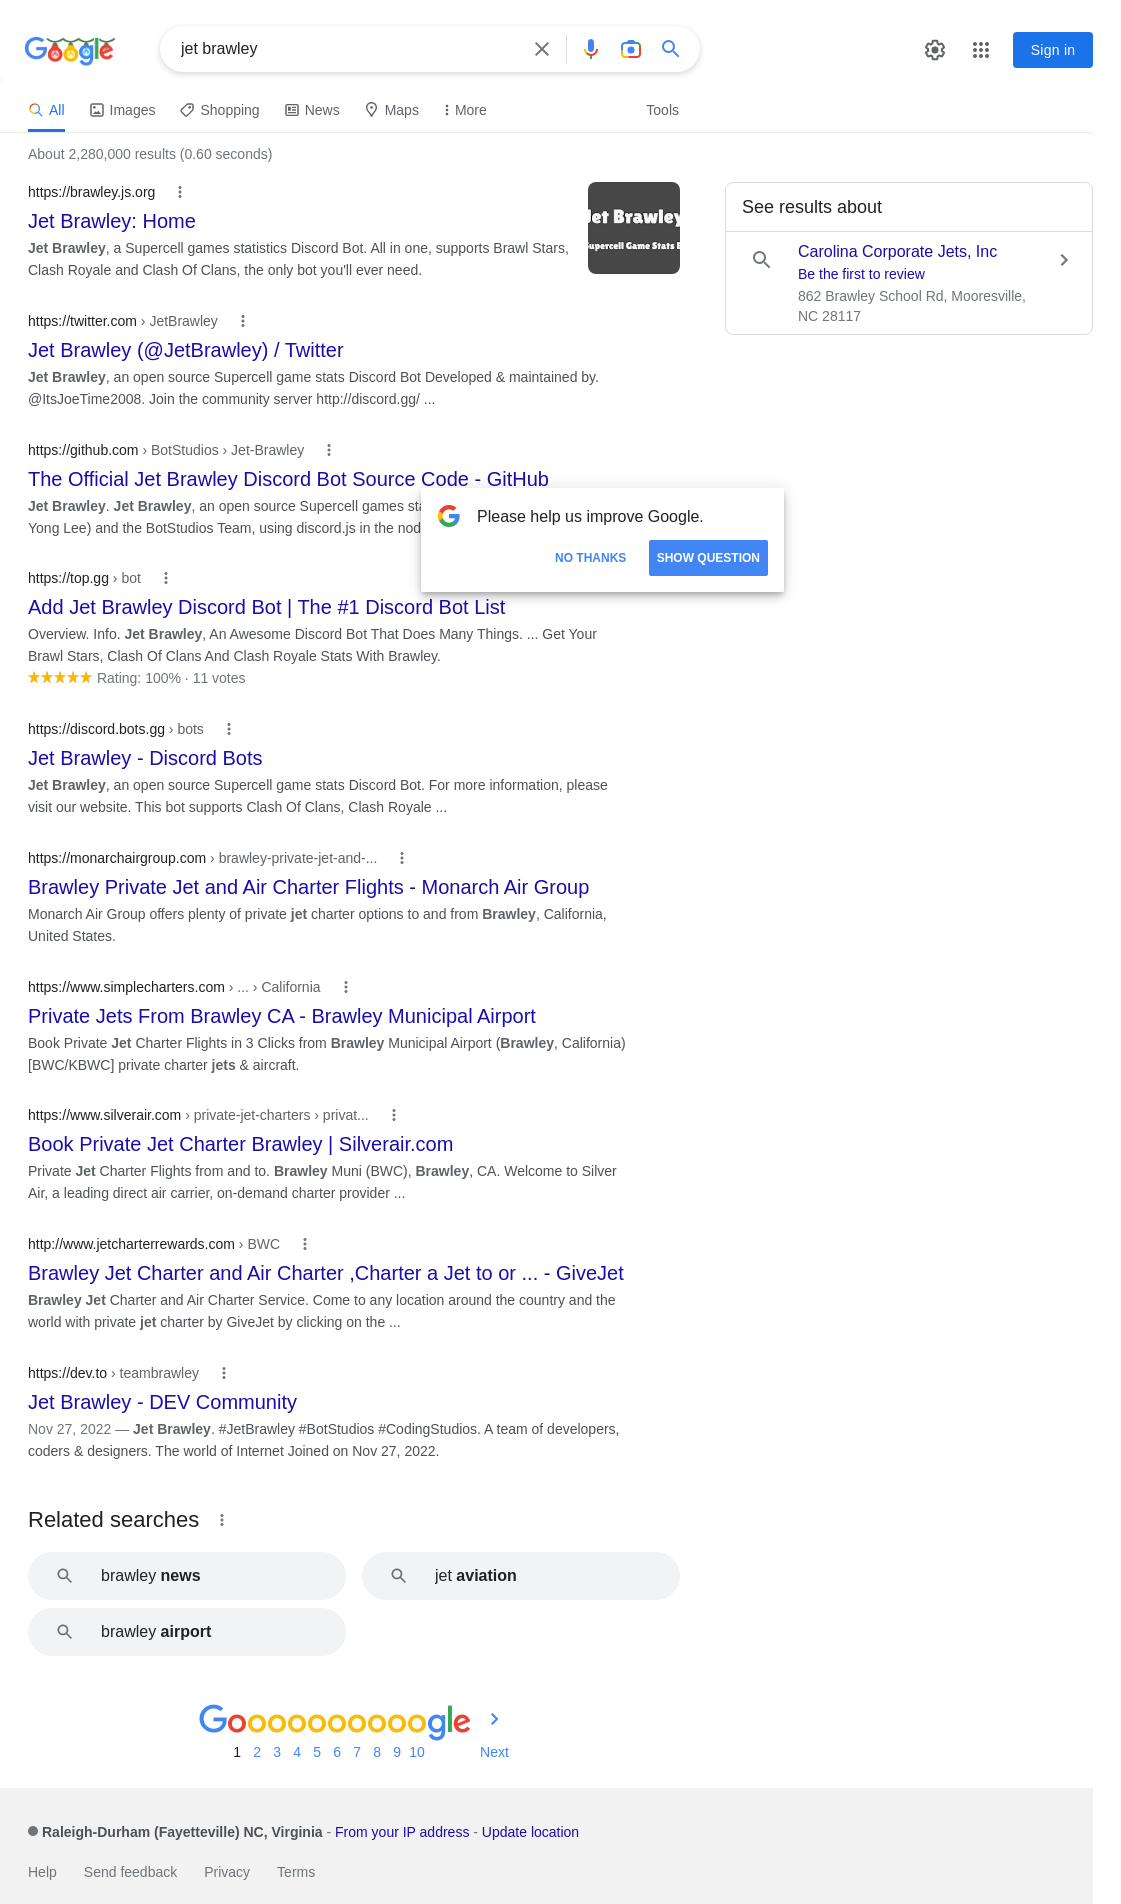 Google
jet brawley
Sign in
All
Images
Shopping
News
Maps
More
Tools
About 2,280,000 results (0.60 seconds)
https://brawley.js.org
Jet Brawley: Home
Jet Brawley, a Supercell games statistics Discord Bot. All in one, supports Brawl Stars,
Clash Royale and Clash Of Clans, the only bot you'll ever need.
Jet Brawley
Supercell Game Stats B
See results about
Carolina Corporate Jets, Inc
Be the first to review
862 Brawley School Rd, Mooresville,
NC 28117
https://twitter.com › JetBrawley
Jet Brawley (@JetBrawley) / Twitter
Jet Brawley, an open source Supercell game stats Discord Bot Developed & maintained by.
@ItsJoeTime2008. Join the community server http://discord.gg/ ...
https://github.com › BotStudios › Jet-Brawley
The Official Jet Brawley Discord Bot Source Code - GitHub
Jet Brawley. Jet Brawley, an open source Supercell games sta
Yong Lee) and the BotStudios Team, using discord.js in the nod
Please help us improve Google.
NO THANKS
SHOW QUESTION
https://top.gg › bot
Add Jet Brawley Discord Bot | The #1 Discord Bot List
Overview. Info. Jet Brawley, An Awesome Discord Bot That Does Many Things. ... Get Your
Brawl Stars, Clash Of Clans And Clash Royale Stats With Brawley.
Rating: 100% · 11 votes
https://discord.bots.gg › bots
Jet Brawley - Discord Bots
Jet Brawley, an open source Supercell game stats Discord Bot. For more information, please
visit our website. This bot supports Clash Of Clans, Clash Royale ...
https://monarchairgroup.com › brawley-private-jet-and-...
Brawley Private Jet and Air Charter Flights - Monarch Air Group
Monarch Air Group offers plenty of private jet charter options to and from Brawley, California,
United States.
https://www.simplecharters.com › ... › California
Private Jets From Brawley CA - Brawley Municipal Airport
Book Private Jet Charter Flights in 3 Clicks from Brawley Municipal Airport (Brawley, California)
[BWC/KBWC] private charter jets & aircraft.
https://www.silverair.com › private-jet-charters › privat...
Book Private Jet Charter Brawley | Silverair.com
Private Jet Charter Flights from and to. Brawley Muni (BWC), Brawley, CA. Welcome to Silver
Air, a leading direct air carrier, on-demand charter provider ...
http://www.jetcharterrewards.com › BWC
Brawley Jet Charter and Air Charter ,Charter a Jet to or ... - GiveJet
Brawley Jet Charter and Air Charter Service. Come to any location around the country and the
world with private jet charter by GiveJet by clicking on the ...
https://dev.to › teambrawley
Jet Brawley - DEV Community
Nov 27, 2022 — Jet Brawley. #JetBrawley #BotStudios #CodingStudios. A team of developers,
coders & designers. The world of Internet Joined on Nov 27, 2022.
Related searches
brawley news
jet aviation
brawley airport
Goooooooooogle
1 2 3 4 5 6 7 8 9 10 Next
Raleigh-Durham (Fayetteville) NC, Virginia - From your IP address - Update location
Help
Send feedback
Privacy
Terms